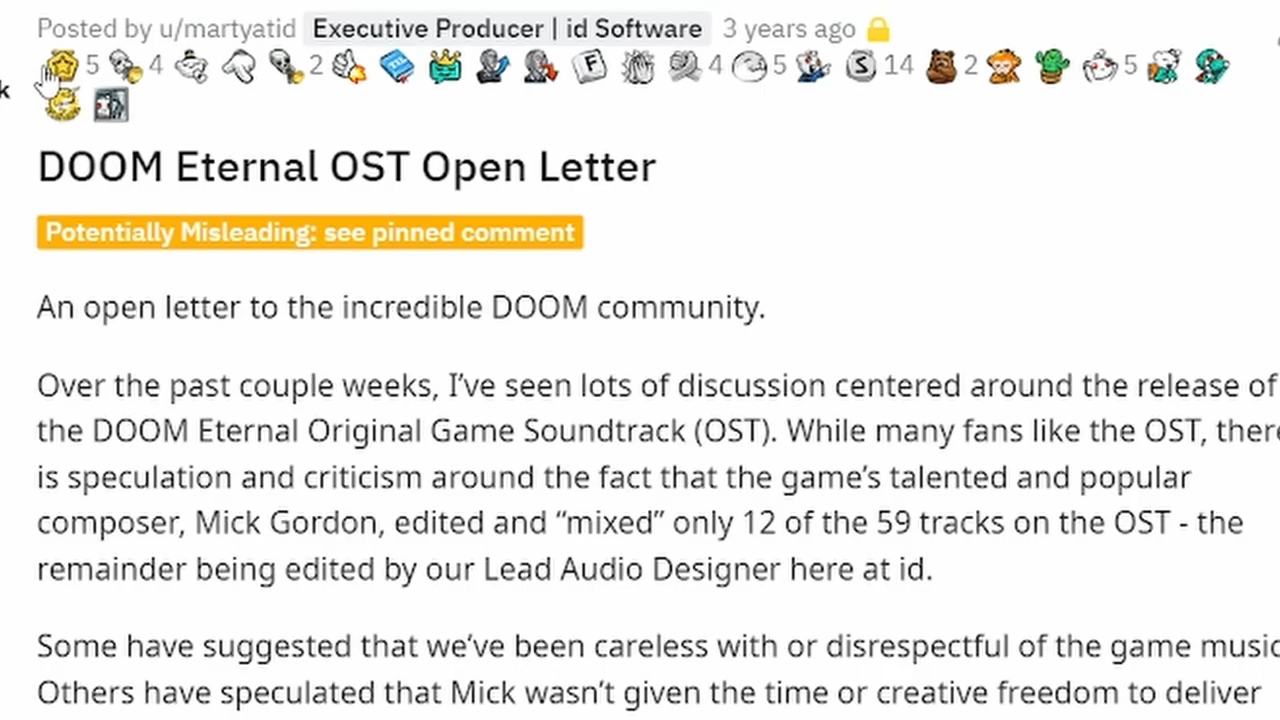 Posted by u/martyatid Executive Producer | id Software 3 years ago
5 4 2 TIL F 4 5 S 14 2 5
k
DOOM Eternal OST Open Letter
Potentially Misleading: see pinned comment
An open letter to the incredible DOOM community.
Over the past couple weeks, I’ve seen lots of discussion centered around the release of
the DOOM Eternal Original Game Soundtrack (OST). While many fans like the OST, there
is speculation and criticism around the fact that the game’s talented and popular
composer, Mick Gordon, edited and “mixed” only 12 of the 59 tracks on the OST - the
remainder being edited by our Lead Audio Designer here at id.
Some have suggested that we’ve been careless with or disrespectful of the game music
Others have speculated that Mick wasn’t given the time or creative freedom to deliver